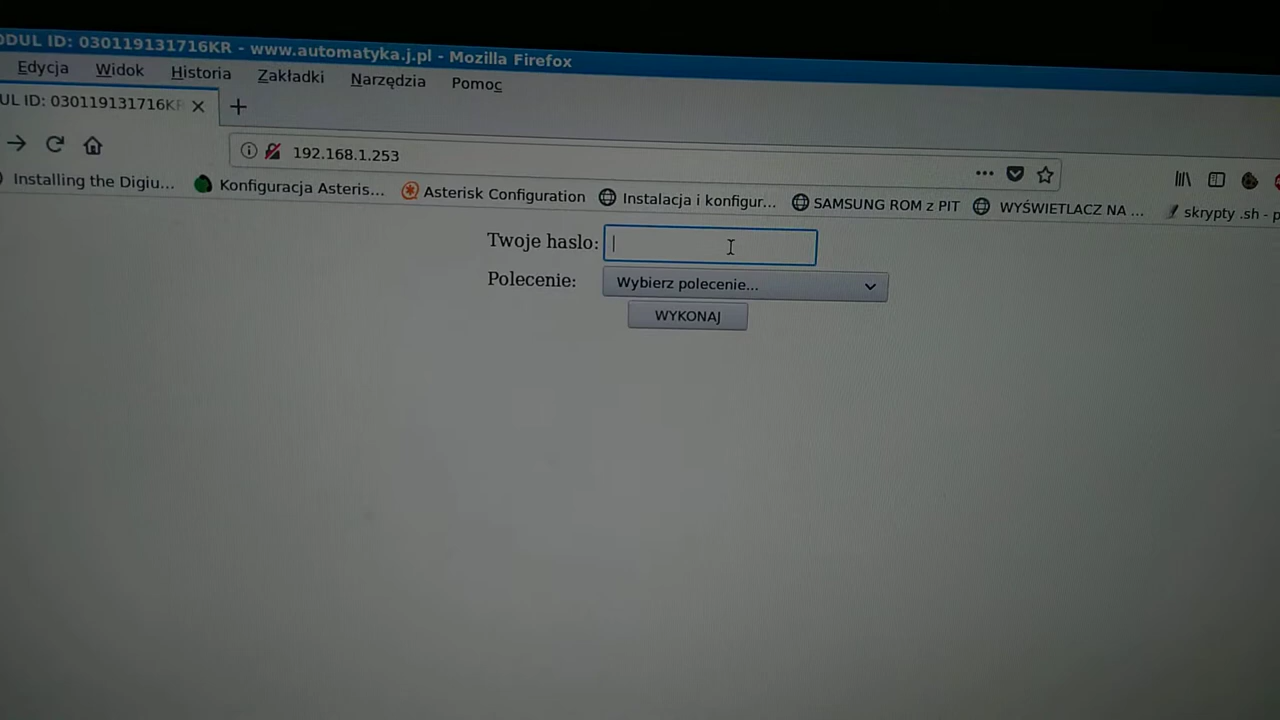 ODUL ID: 030119131716KR - www.automatyka.j.pl - Mozilla Firefox
Edycja Widok Historia Zakładki Narzędzia Pomoc
UL ID: 030119131716KR
192.168.1.253
Installing the Digiu... Konfiguracja Asteris... Asterisk Configuration Instalacja i konfigur... SAMSUNG ROM z PIT WYŚWIETLACZ NA ... skrypty .sh - p
Twoje haslo:
Polecenie: Wybierz polecenie...
WYKONAJ